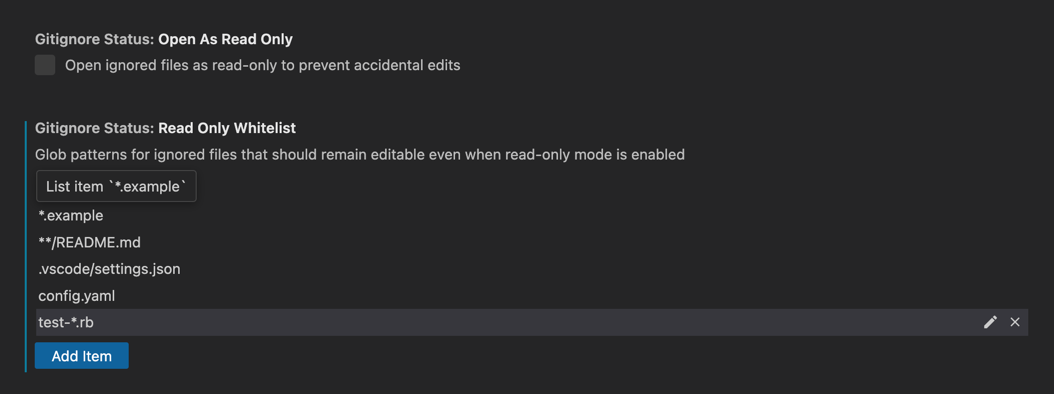 Gitignore Status: Open As Read Only
Open ignored files as read-only to prevent accidental edits
Gitignore Status: Read Only Whitelist
Glob patterns for ignored files that should remain editable even when read-only mode is enabled
List item `*.example`
*.example
**/README.md
.vscode/settings.json
config.yaml
test-*.rb
Add Item